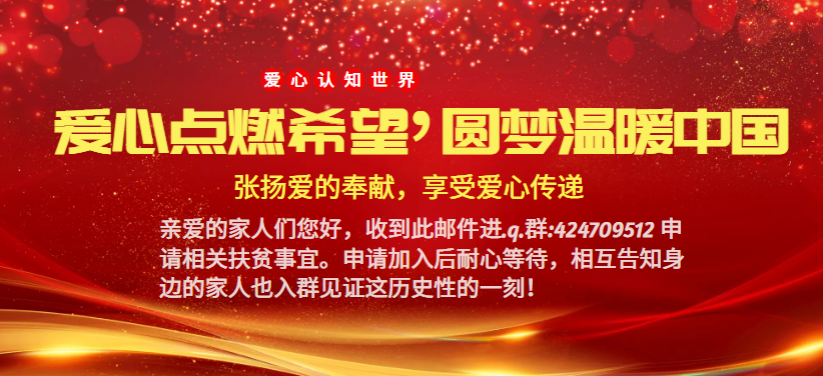 爱心认知世界
爱心点燃希望，圆梦温暖中国
张扬爱的奉献，享受爱心传递
亲爱的家人们您好，收到此邮件进.q.群:424709512 申
请相关扶贫事宜。申请加入后耐心等待，相互告知身
边的家人也入群见证这历史性的一刻！